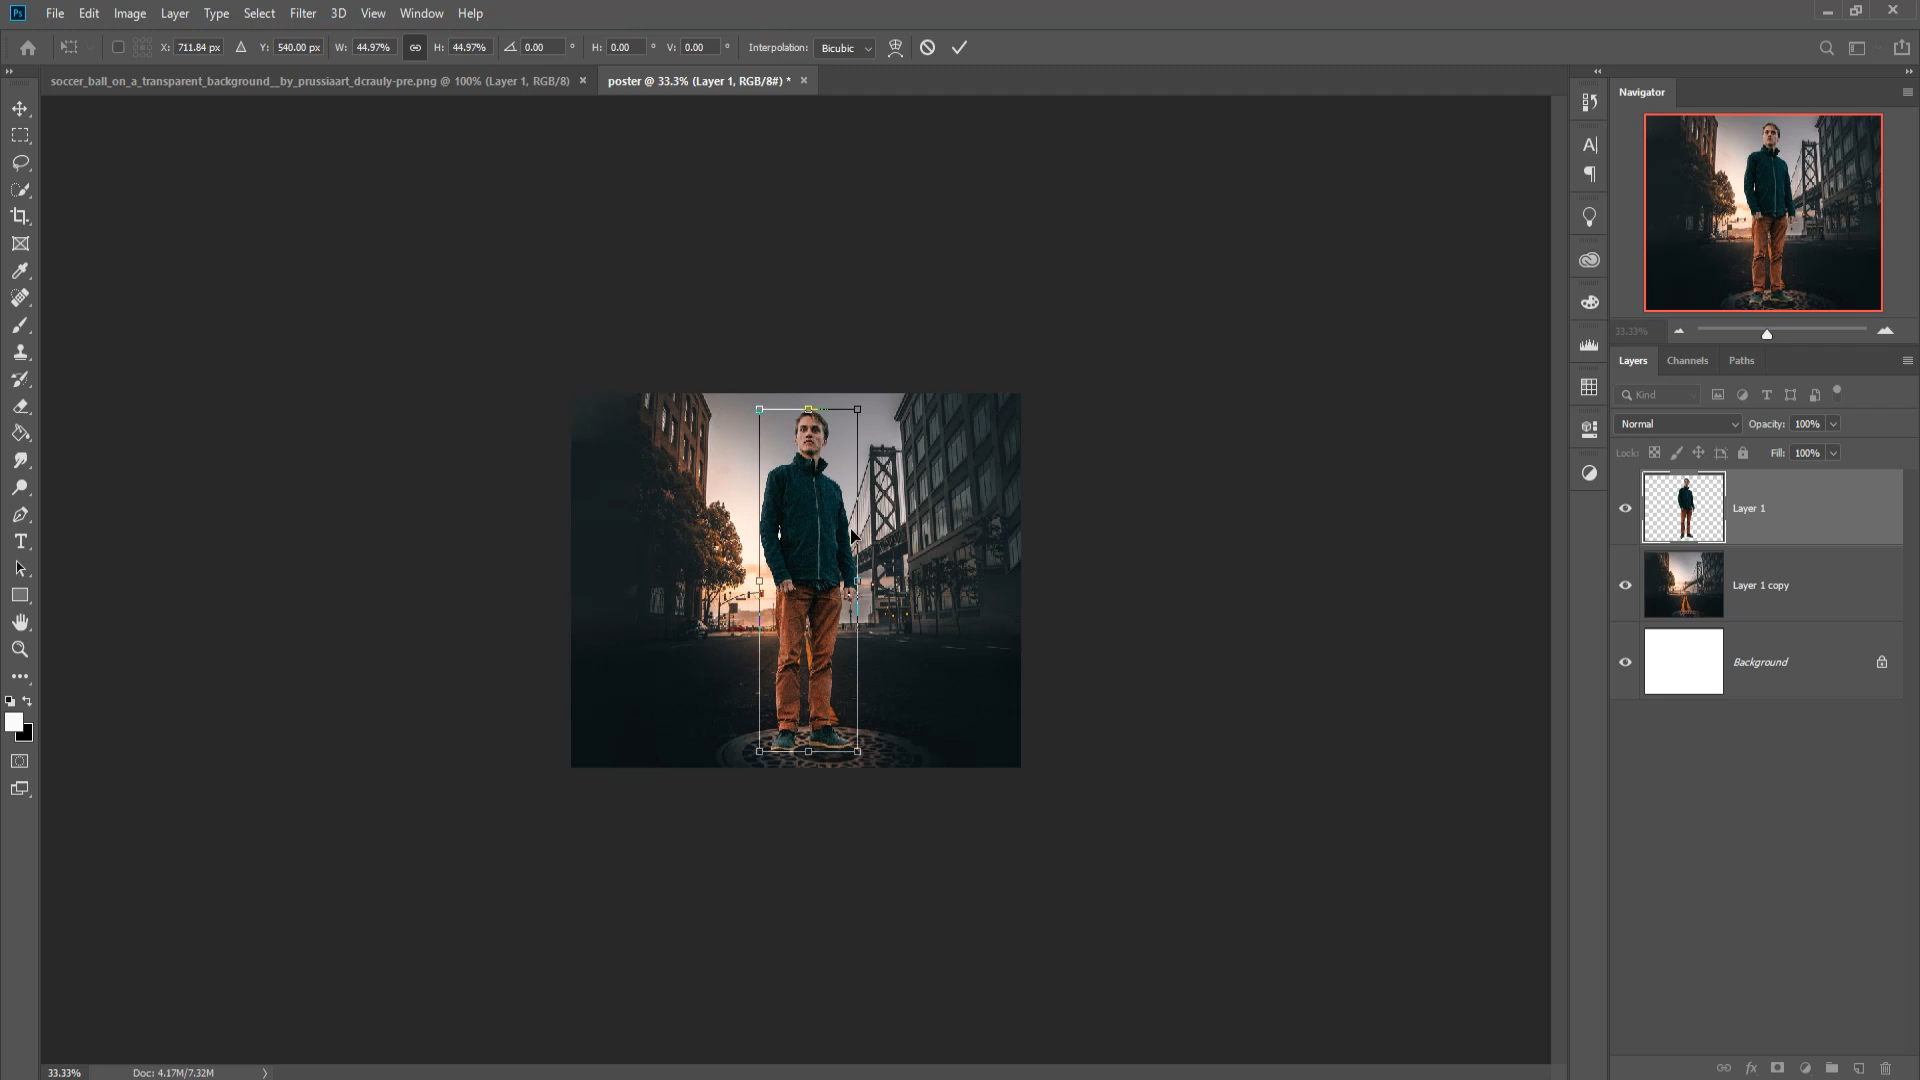 Ps File Edit Image Layer Type Select Filter 3D View Window Help
X: 711.84 px Y: 540.00 px W: 44.97% H: 44.97% 0.00 ° H: 0.00 ° V: 0.00 ° Interpolation: Bicubic
soccer_ball_on_a_transparent_background__by_prussiaart_dcrauly-pre.png @ 100% (Layer 1, RGB/8) × poster @ 33.3% (Layer 1, RGB/8#) * ×
Navigator
33.33%
Layers Channels Paths
Kind
Normal Opacity: 100%
Lock: Fill: 100%
Layer 1
Layer 1 copy
Background
33.33% Doc: 4.17M/7.32M